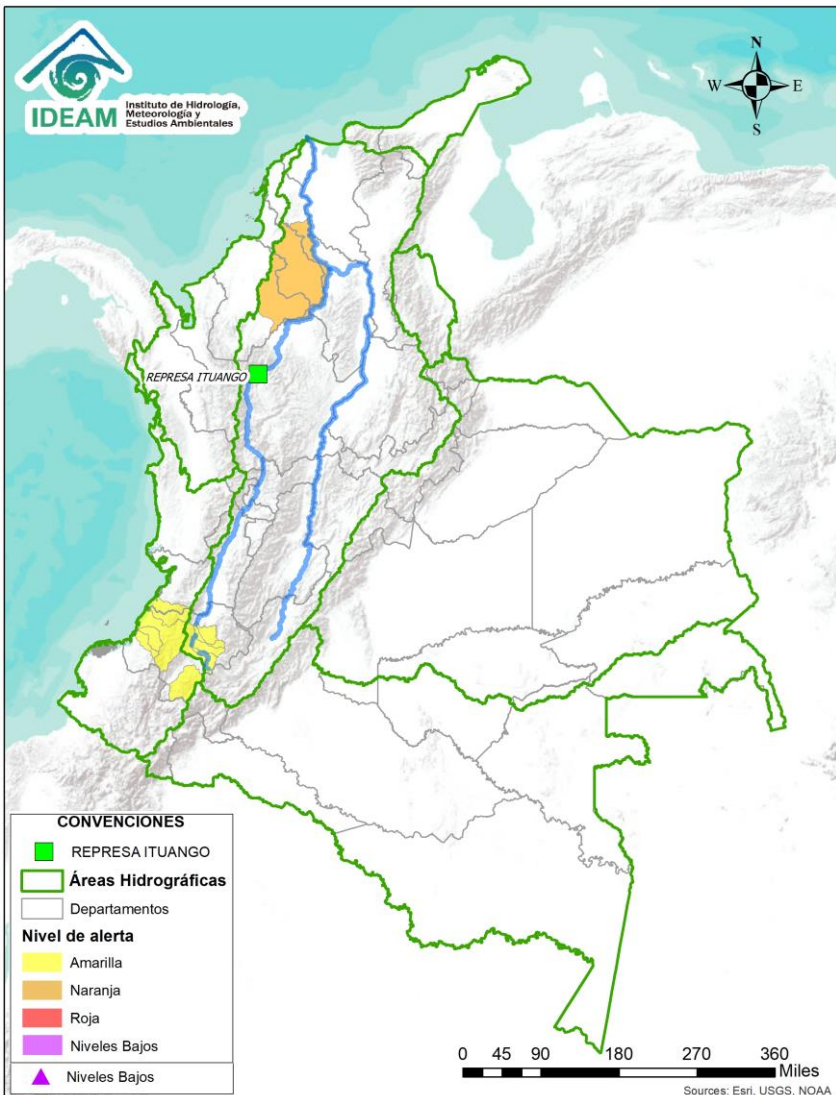 IDEAM
Instituto de Hidrología,
Meteorología y
Estudios Ambientales
N
W
E
S
REPRESA ITUANGO
CONVENCIONES
REPRESA ITUANGO
Áreas Hidrográficas
Departamentos
Nivel de alerta
Amarilla
Naranja
Roja
Niveles Bajos
Niveles Bajos
0 45 90 180 270 360
Miles
Sources: Esri, USGS, NOAA